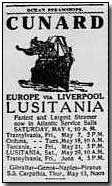 OCEAN STEAMSHIPS.
CUNARD
EUROPE VIA LIVERPOOL
LUSITANIA
Fastest and Largest Steamer
now in Atlantic Service Sails
SATURDAY, MAY 1, 10 A. M.
Transylvania, Fri., May 7, 5 P.M.
Orduna, - - Tues., May 18, 10 A.M.
Tuscania, - - Fri., May 21, 5 P.M.
LUSITANIA, Sat., May 29, 10 A.M.
Transylvania, Fri., June 4, 5 P.M.
Gibraltar–Genoa–Naples–Piraeus
S.S. Carpathia, Thur., May 13, Noon